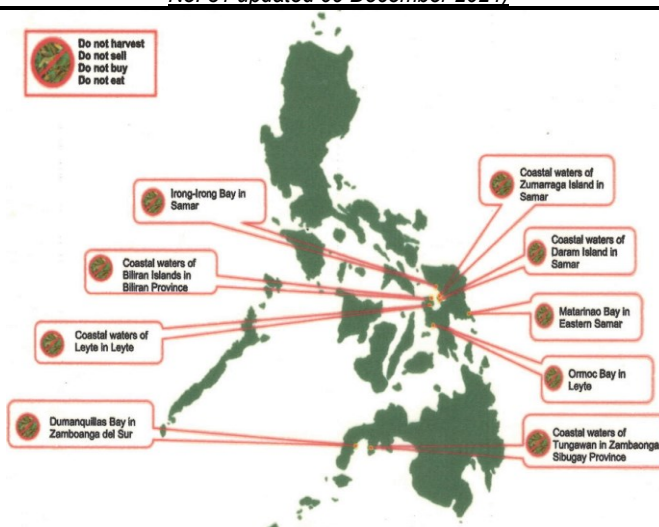 Do not harvest
Do not sell
Do not buy
Do not eat
Irong-Irong Bay in
Samar
Coastal waters of
Zumarraga Island in
Samar
Coastal waters of
Biliran Islands in
Biliran Province
Coastal waters of
Daram Island in
Samar
Coastal waters of
Leyte in Leyte
Matarinao Bay in
Eastern Samar
Ormoc Bay in
Leyte
Dumanquillas Bay in
Zamboanga del Sur
Coastal waters of
Tungawan in Zambaonga
Sibugay Province